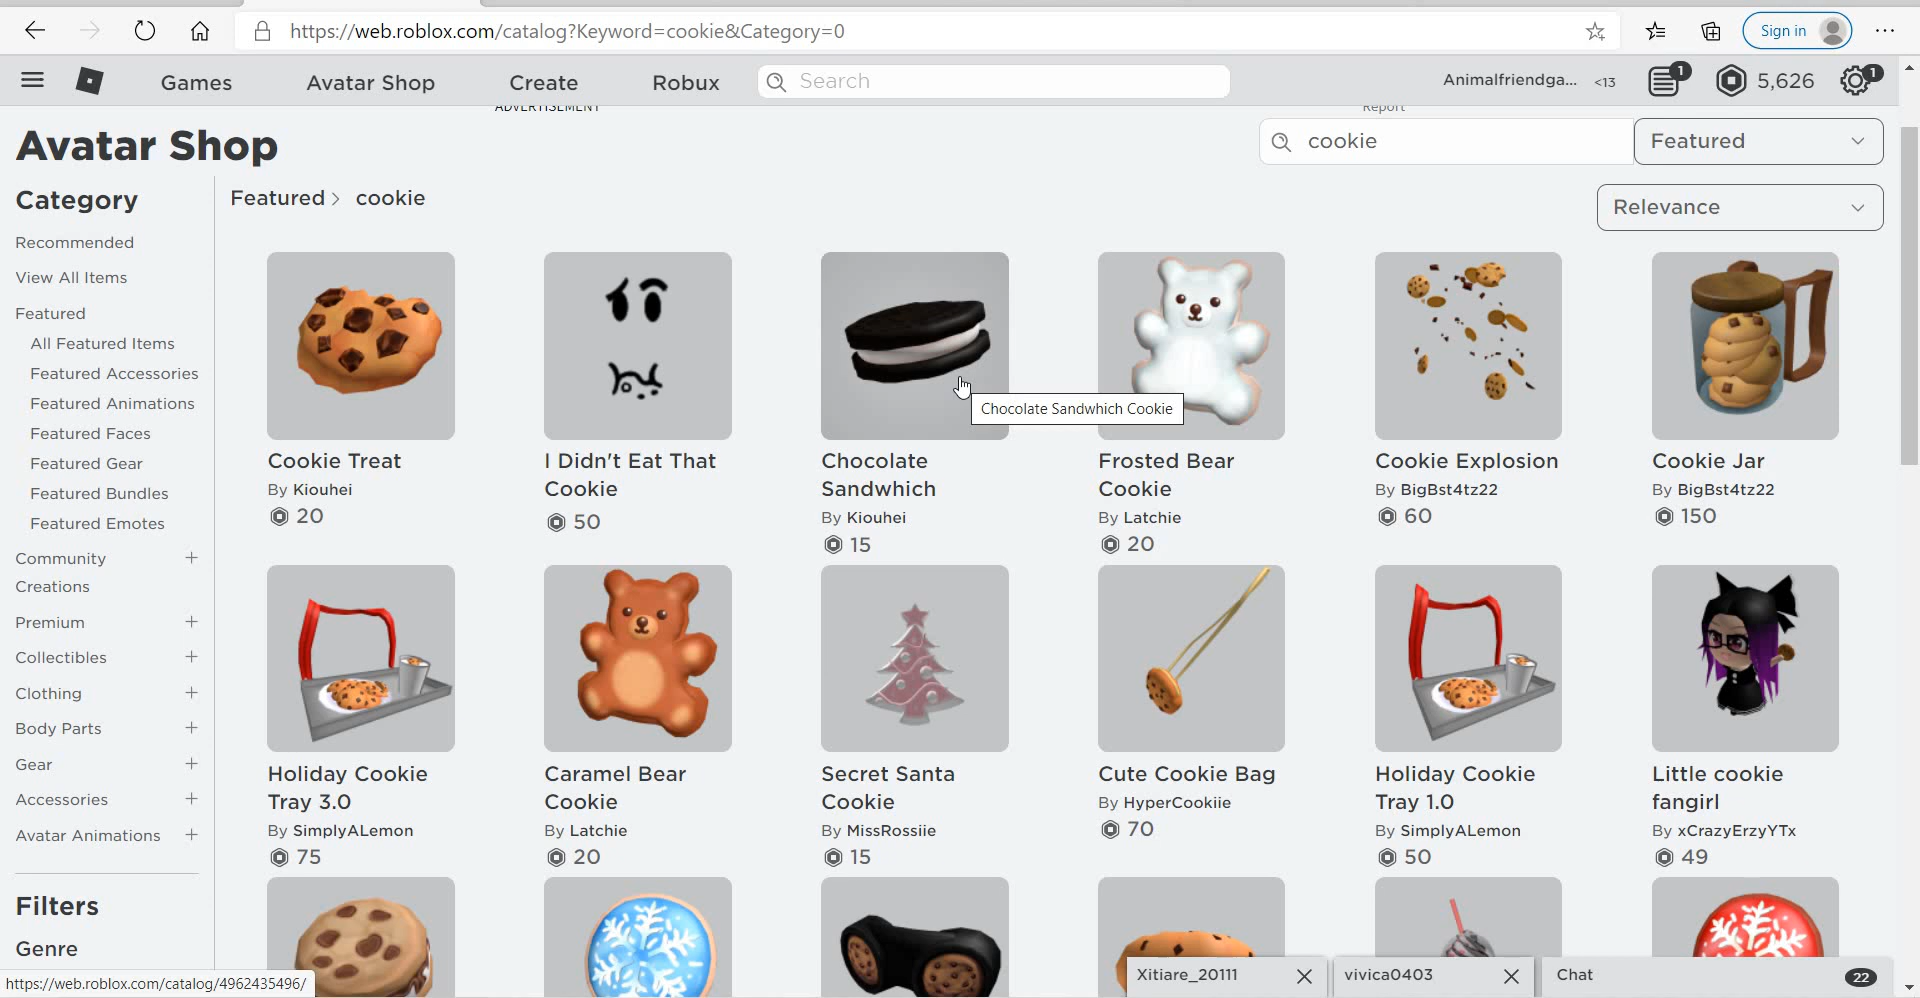 https://web.roblox.com/catalog?Keyword=cookie&Category=0
Sign in
Games
Avatar Shop
Create
Robux
Search
Animalfriendga... <13
1
5,626
1
ADVERTISEMENT
Report
Avatar Shop
cookie
Featured
Category
Featured > cookie
Relevance
Recommended
View All Items
Featured
All Featured Items
Featured Accessories
Featured Animations
Featured Faces
Featured Gear
Featured Bundles
Featured Emotes
Community +
Creations
Premium +
Collectibles +
Clothing +
Body Parts +
Gear +
Accessories +
Avatar Animations +
Filters
Genre
Cookie Treat
By Kiouhei
20
I Didn't Eat That
Cookie
50
Chocolate Sandwhich Cookie
Chocolate
Sandwhich
By Kiouhei
15
Frosted Bear
Cookie
By Latchie
20
Cookie Explosion
By BigBst4tz22
60
Cookie Jar
By BigBst4tz22
150
Holiday Cookie
Tray 3.0
By SimplyALemon
75
Caramel Bear
Cookie
By Latchie
20
Secret Santa
Cookie
By MissRossiie
15
Cute Cookie Bag
By HyperCookiie
70
Holiday Cookie
Tray 1.0
By SimplyALemon
50
Little cookie
fangirl
By xCrazyErzyYTx
49
https://web.roblox.com/catalog/4962435496/
Xitiare_20111
vivica0403
Chat
22